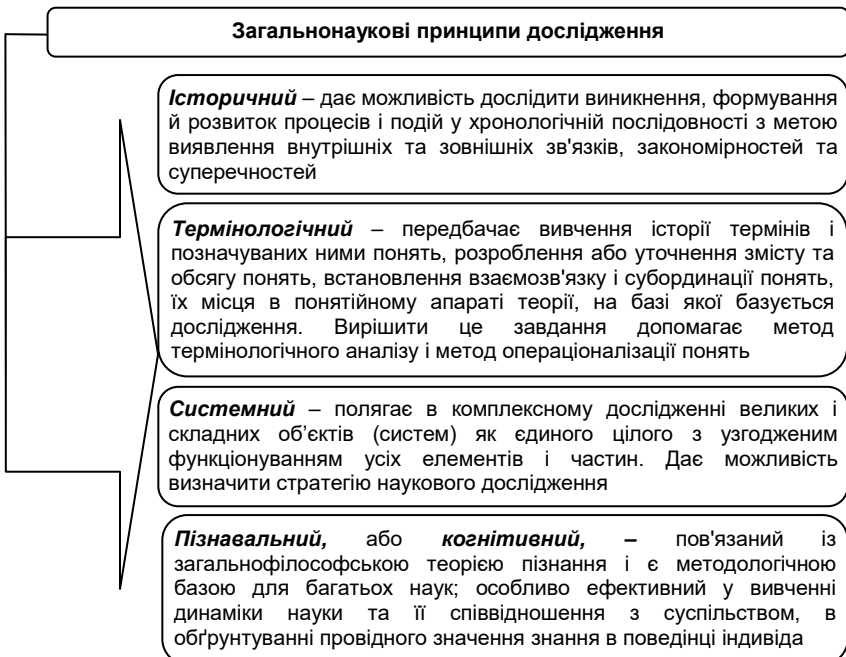 Загальнонаукові принципи дослідження
Історичний – дає можливість дослідити виникнення, формування
й розвиток процесів і подій у хронологічній послідовності з метою
виявлення внутрішніх та зовнішніх зв'язків, закономірностей та
суперечностей
Термінологічний – передбачає вивчення історії термінів і
позначуваних ними понять, розроблення або уточнення змісту та
обсягу понять, встановлення взаємозв'язку і субординації понять,
їх місця в понятійному апараті теорії, на базі якої базується
дослідження. Вирішити це завдання допомагає метод
термінологічного аналізу і метод операціоналізації понять
Системний – полягає в комплексному дослідженні великих і
складних об’єктів (систем) як єдиного цілого з узгодженим
функціонуванням усіх елементів і частин. Дає можливість
визначити стратегію наукового дослідження
Пізнавальний, або когнітивний, – пов'язаний із
загальнофілософською теорією пізнання і є методологічною
базою для багатьох наук; особливо ефективний у вивченні
динаміки науки та її співвідношення з суспільством, в
обґрунтуванні провідного значення знання в поведінці індивіда